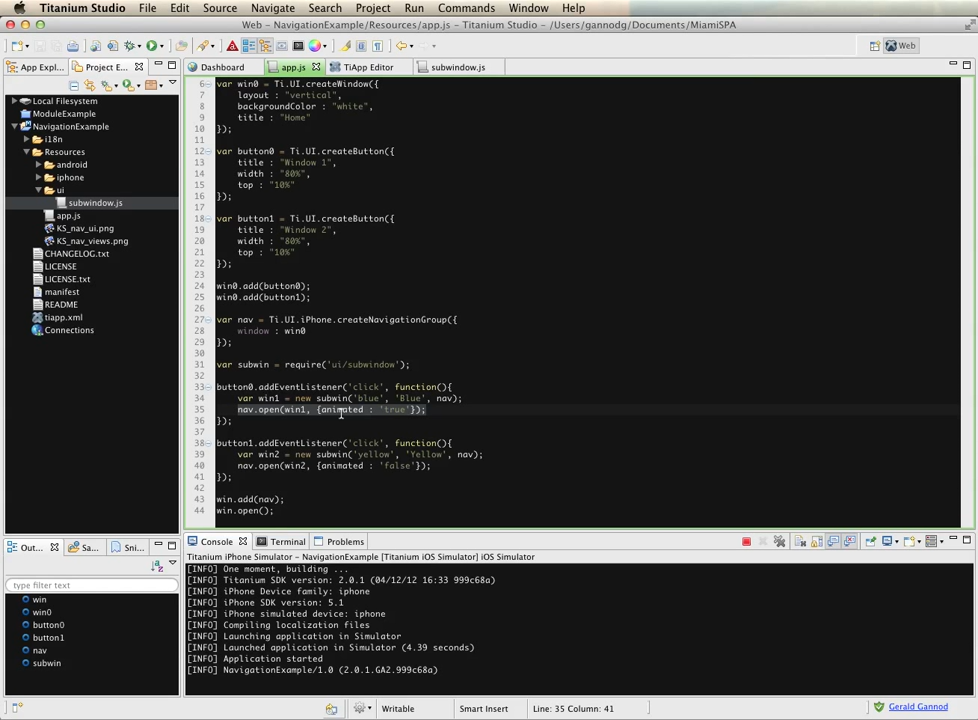 Titanium Studio File Edit Source Navigate Search Project Run Commands Window Help
Web - NavigationExample/Resources/app.js - Titanium Studio - /Users/gannodg/Documents/MiamiSPA
Web
App Expl...
Project E...
Dashboard
app.js
TiApp Editor
subwindow.js
Local Filesystem
ModuleExample
NavigationExample
i18n
Resources
android
iphone
ui
subwindow.js
app.js
KS_nav_ui.png
KS_nav_views.png
CHANGELOG.txt
LICENSE
LICENSE.txt
manifest
README
tiapp.xml
Connections
6 var win0 = Ti.UI.createWindow({
7 layout : "vertical",
8 backgroundColor : "white",
9 title : "Home"
10 });
11
12 var button0 = Ti.UI.createButton({
13 title : "Window 1",
14 width : "80%",
15 top : "10%"
16 });
17
18 var button1 = Ti.UI.createButton({
19 title : "Window 2",
20 width : "80%",
21 top : "10%"
22 });
23
24 win0.add(button0);
25 win0.add(button1);
26
27 var nav = Ti.UI.iPhone.createNavigationGroup({
28 window : win0
29 });
30
31 var subwin = require('ui/subwindow');
32
33 button0.addEventListener('click', function(){
34 var win1 = new subwin('blue', 'Blue', nav);
35 nav.open(win1, {animated : 'true'});
36 });
37
38 button1.addEventListener('click', function(){
39 var win2 = new subwin('yellow', 'Yellow', nav);
40 nav.open(win2, {animated : 'false'});
41 });
42
43 win.add(nav);
44 win.open();
Out...
Sa...
Sni...
type filter text
win
win0
button0
button1
nav
subwin
Console
Terminal
Problems
Titanium iPhone Simulator - NavigationExample [Titanium iOS Simulator] iOS Simulator
[INFO] One moment, building ...
[INFO] Titanium SDK version: 2.0.1 (04/12/12 16:33 999c68a)
[INFO] iPhone Device family: iphone
[INFO] iPhone SDK version: 5.1
[INFO] iPhone simulated device: iphone
[INFO] Compiling localization files
[INFO] Launching application in Simulator
[INFO] Launched application in Simulator (4.39 seconds)
[INFO] Application started
[INFO] NavigationExample/1.0 (2.0.1.GA2.999c68a)
Writable
Smart Insert
Line: 35 Column: 41
Gerald Gannod